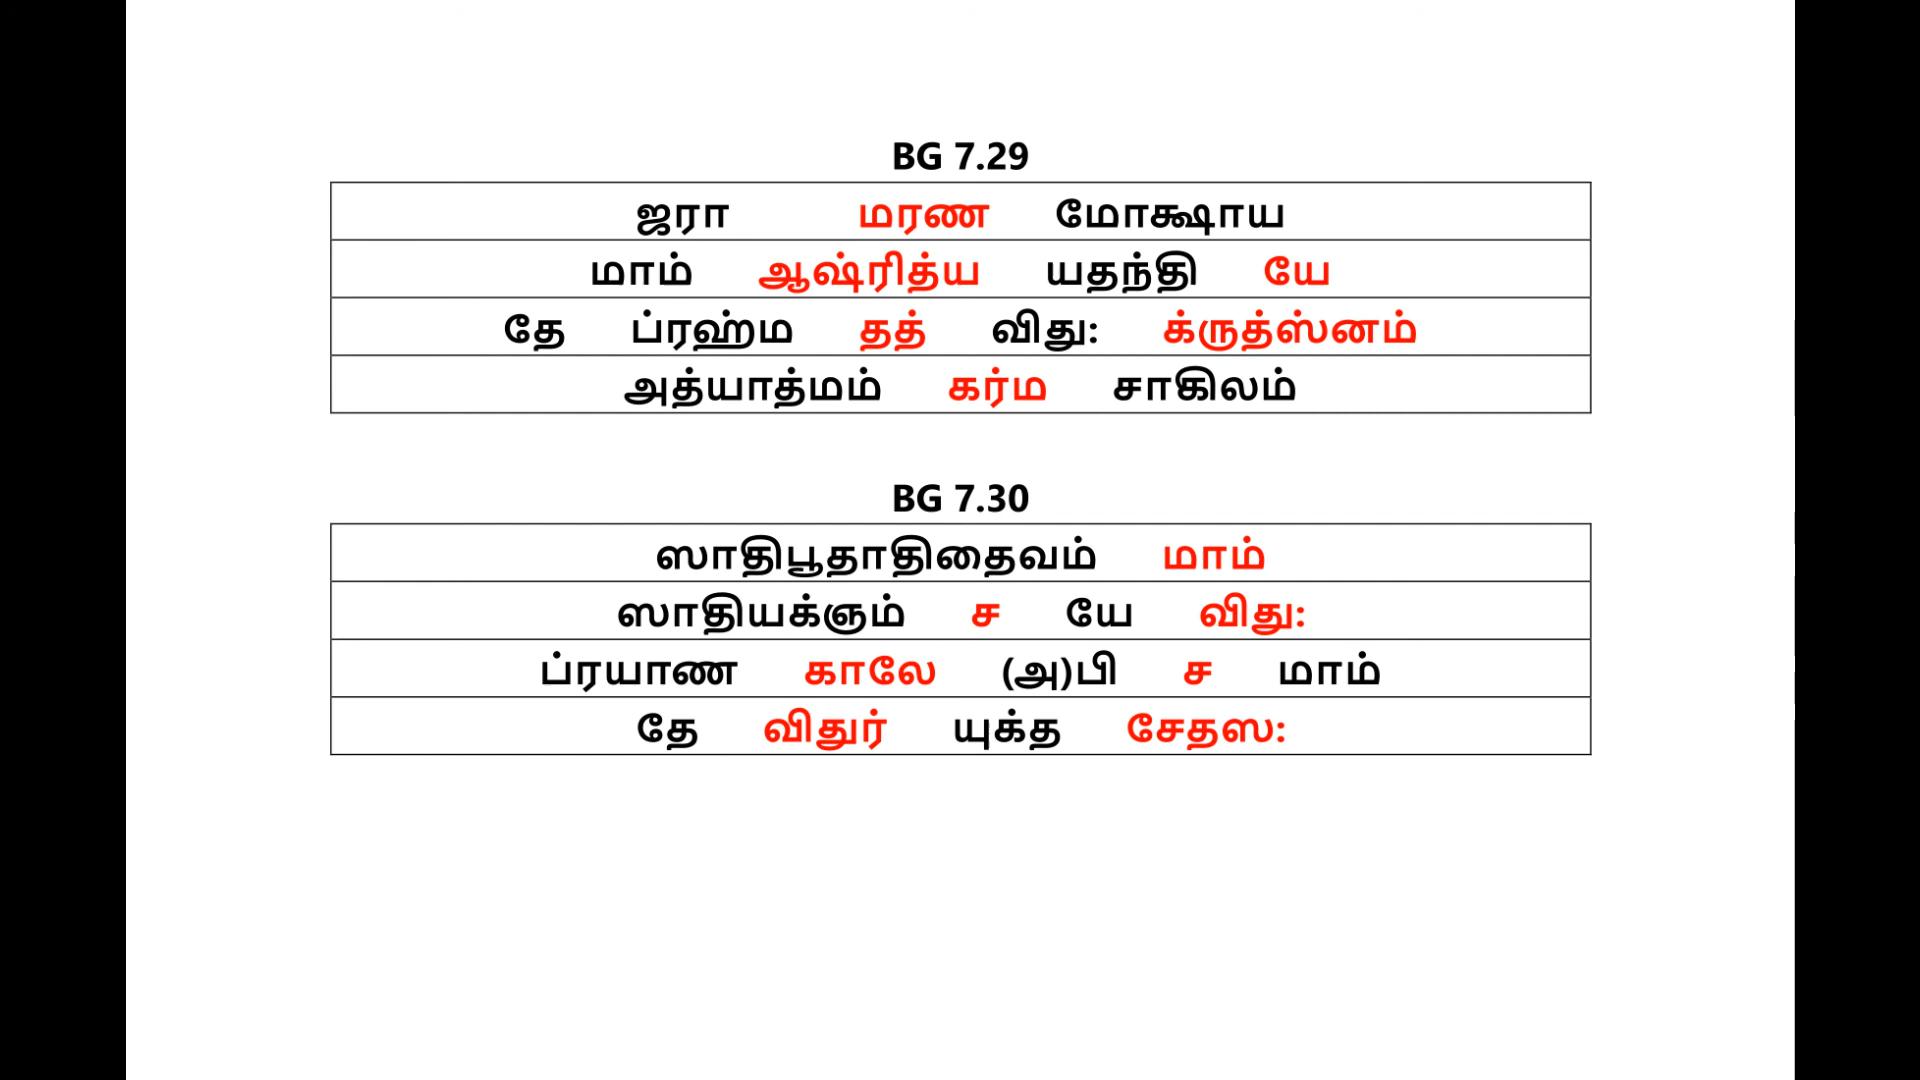 BG 7.29
ஜரா மரண மோக்ஷாய
மாம் ஆஷ்ரித்ய யதந்தி யே
தே ப்ரஹ்ம தத் விது: க்ருத்ஸ்னம்
அத்யாத்மம் கர்ம சாகிலம்
BG 7.30
ஸாதிபூதாதிதைவம் மாம்
ஸாதியக்ஞம் ச யே விது:
ப்ரயாண காலே (அ)பி ச மாம்
தே விதுர் யுக்த சேதஸ: